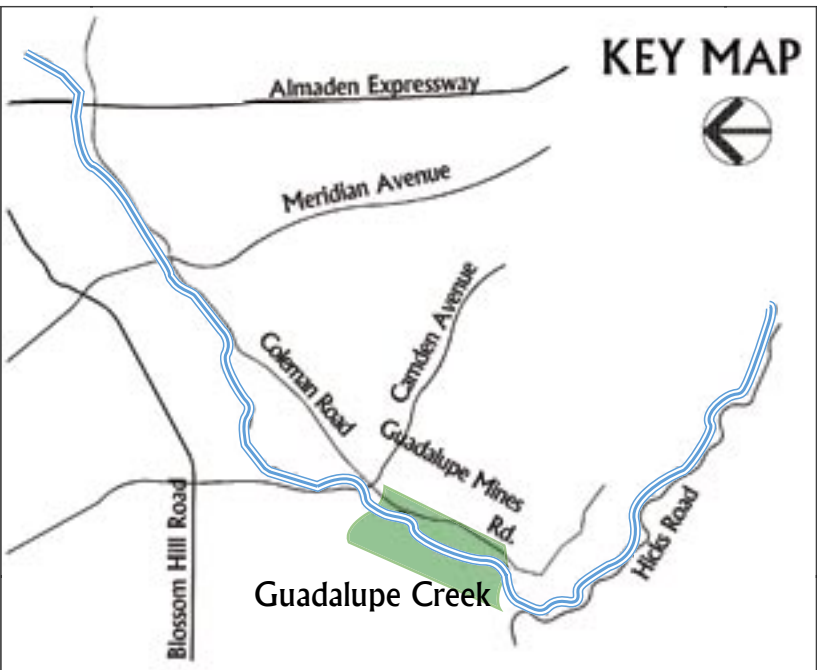 KEY MAP
Almaden Expressway
Meridian Avenue
Camden Avenue
Coleman Road
Guadalupe Mines
Rd.
Hicks Road
Blossom Hill Road
Guadalupe Creek